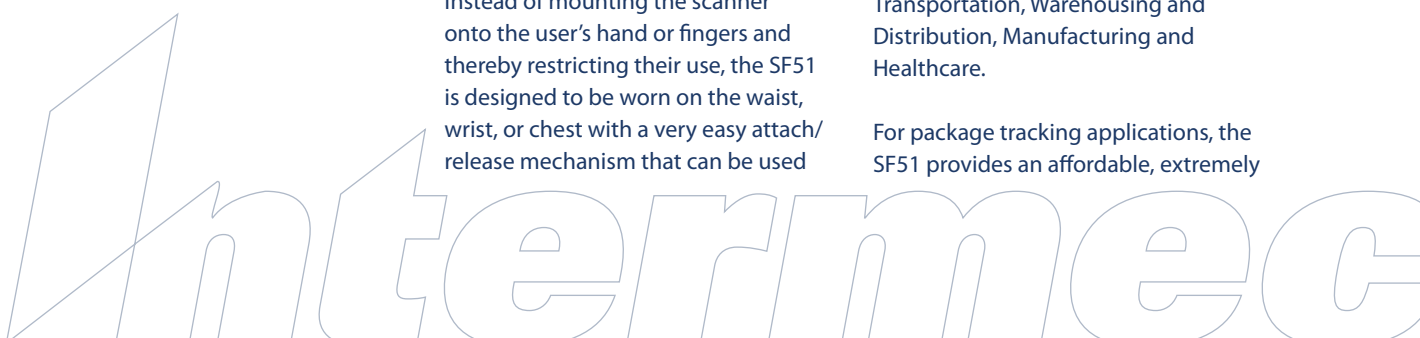 Instead of mounting the scanner
onto the user's hand or fingers and
thereby restricting their use, the SF51
is designed to be worn on the waist,
wrist, or chest with a very easy attach/
release mechanism that can be used
Transportation, Warehousing and
Distribution, Manufacturing and
Healthcare.
For package tracking applications, the
SF51 provides an affordable, extremely
Intermec